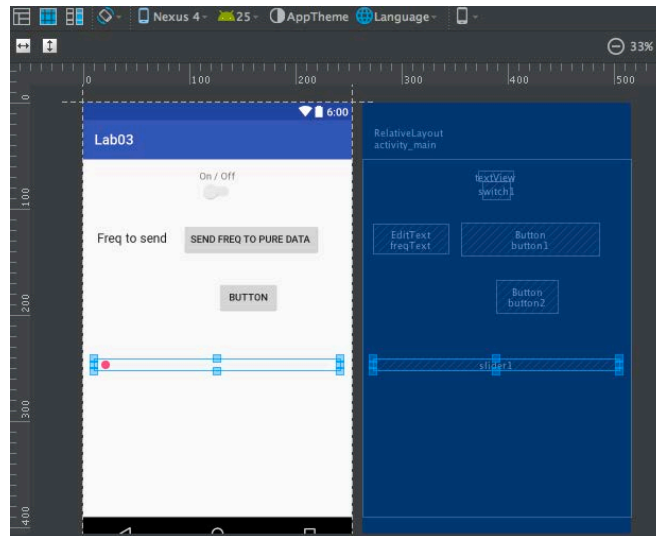 Nexus 4 25 AppTheme Language
33%
0 100 200 300 400 500
0
100
200
300
400
6:00
Lab03
On / Off
Freq to send
SEND FREQ TO PURE DATA
BUTTON
RelativeLayout
activity_main
textView
switch1
EditText
freqText
Button
button1
Button
button2
slider1